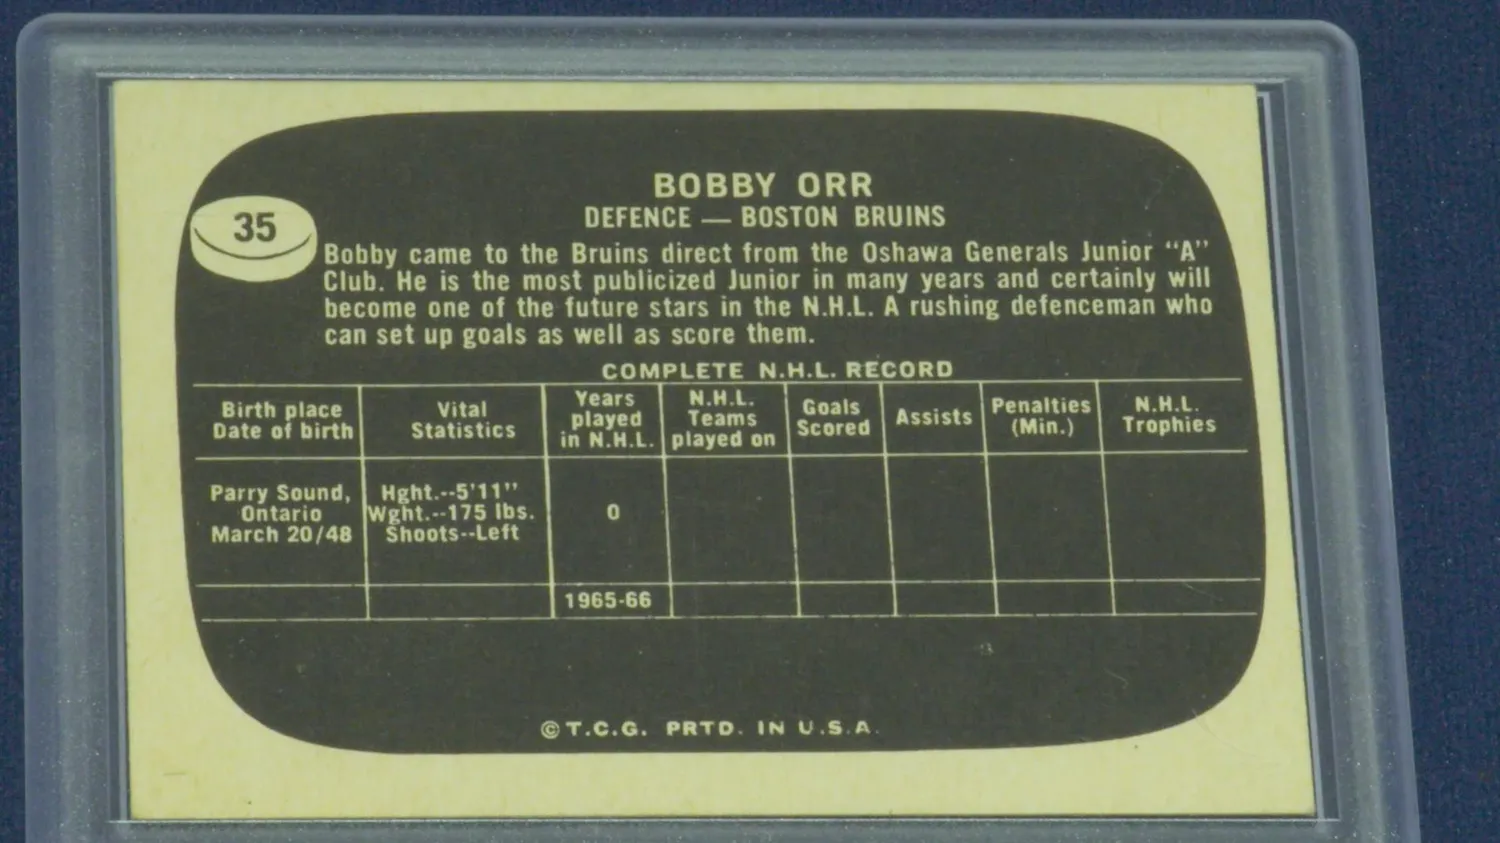 BOBBY ORR
DEFENCE — BOSTON BRUINS
35
Bobby came to the Bruins direct from the Oshawa Generals Junior "A"
Club. He is the most publicized Junior in many years and certainly will
become one of the future stars in the N.H.L. A rushing defenceman who
can set up goals as well as score them.
COMPLETE N.H.L. RECORD
Birth place
Date of birth
Vital
Statistics
Years
played
in N.H.L.
N.H.L.
Teams
played on
Goals
Scored
Assists
Penalties
(Min.)
N.H.L.
Trophies
Parry Sound,
Ontario
March 20/48
Hght.--5'11"
Wght.--175 lbs.
Shoots--Left
0
1965-66
©T.C.G. PRTD. IN U.S.A.